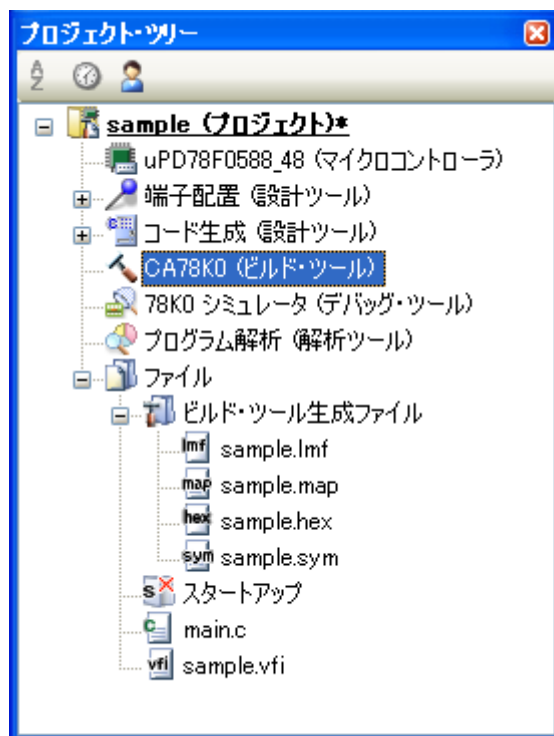 プロジェクト・ツリー
sample (プロジェクト)*
uPD78F0588_48 (マイクロコントローラ)
端子配置 (設計ツール)
コード生成 (設計ツール)
CA78K0 (ビルド・ツール)
78K0 シミュレータ (デバッグ・ツール)
プログラム解析 (解析ツール)
ファイル
ビルド・ツール生成ファイル
lmf sample.lmf
map sample.map
hex sample.hex
sym sample.sym
S スタートアップ
C main.c
vfi sample.vfi